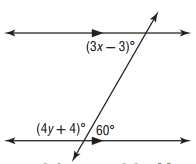 (3x – 3)°
(4y + 4)° 60°